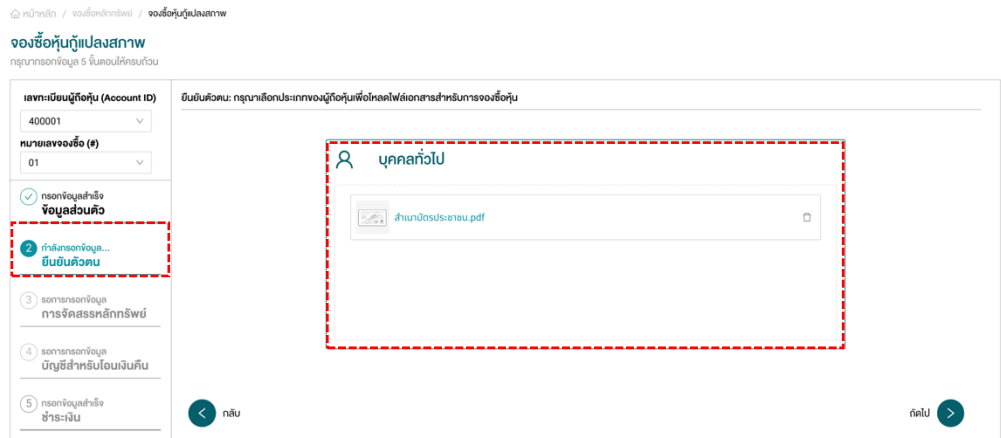 หน้าหลัก / จองซื้อหลักทรัพย์ / จองซื้อหุ้นกู้แปลงสภาพ
จองซื้อหุ้นกู้แปลงสภาพ
กรุณากรอกข้อมูล 5 ขั้นตอนให้ครบถ้วน
เลขทะเบียนผู้ถือหุ้น (Account ID)
400001
หมายเลขจองซื้อ (#)
01
กรอกข้อมูลสำเร็จ
ข้อมูลส่วนตัว
2 กำลังกรอกข้อมูล...
ยืนยันตัวตน
3 รอการกรอกข้อมูล
การจัดสรรหลักทรัพย์
4 รอการกรอกข้อมูล
บัญชีสำหรับโอนเงินคืน
5 กรอกข้อมูลสำเร็จ
ชำระเงิน
ยืนยันตัวตน: กรุณาเลือกประเภทของผู้ถือหุ้นเพื่อโหลดไฟล์เอกสารสำหรับการจองซื้อหุ้น
บุคคลทั่วไป
สำเนาบัตรประชาชน.pdf
กลับ
ถัดไป